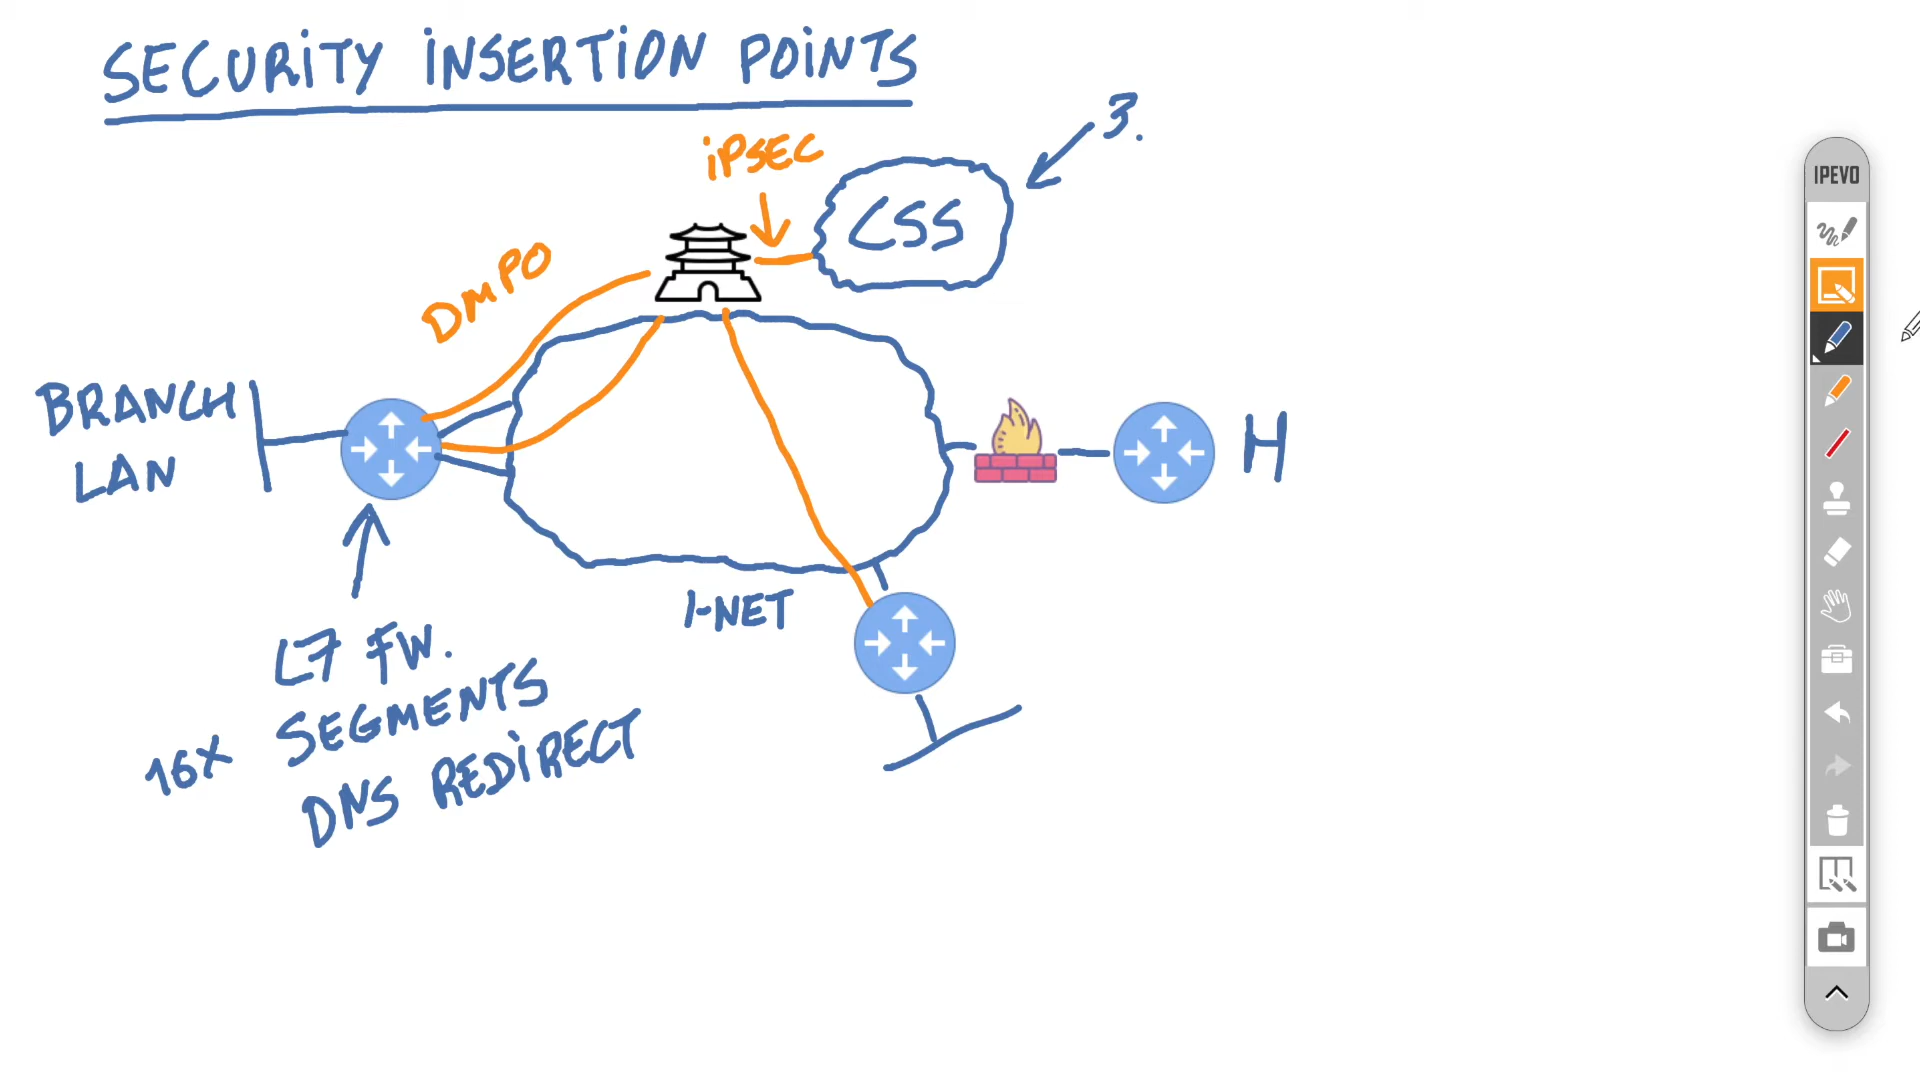 SECURITY INSERTION POINTS
3.
IPSEC
CSS
DMPO
BRANCH
LAN
H
I-NET
L7 FW.
16X SEGMENTS
DNS REDIRECT
IPEVO